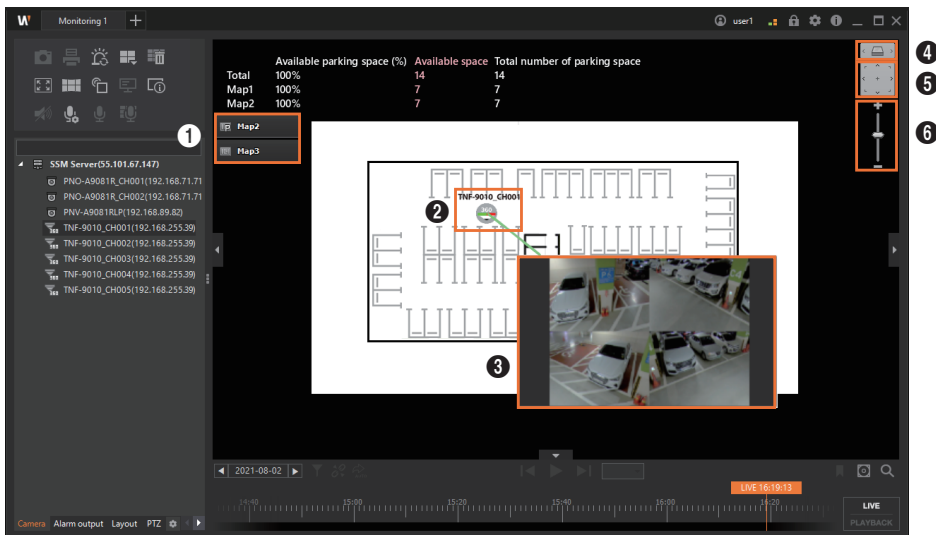 W Monitoring 1 + user1
Available parking space (%) Available space Total number of parking space
Total 100% 14 14
Map1 100% 7 7
Map2 100% 7 7
❶
❹
❺
❻
Map2
Map3
SSM Server(55.101.67.147)
PNO-A9081R_CH001(192.168.71.71
PNO-A9081R_CH002(192.168.71.71
PNV-A9081RLP(192.168.89.82)
TNF-9010_CH001(192.168.255.39)
TNF-9010_CH002(192.168.255.39)
TNF-9010_CH003(192.168.255.39)
TNF-9010_CH004(192.168.255.39)
TNF-9010_CH005(192.168.255.39)
TNF-9010_CH001
❷
360
❸
2021-08-02
LIVE 16:19:13
14:40 15:00 15:20 15:40 16:00 16:20
LIVE
PLAYBACK
Camera Alarm output Layout PTZ